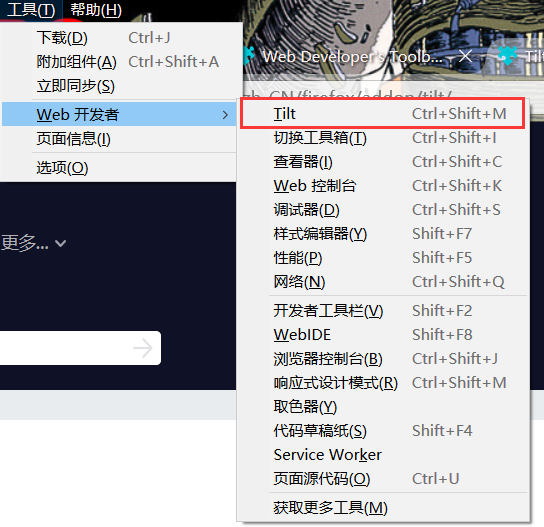 工具(T) 帮助(H)
下载(D) Ctrl+J
附加组件(A) Ctrl+Shift+A
立即同步(S)
Web 开发者
页面信息(I)
选项(O)
Web Developer's Toolb...
Tilt
zh-CN/firefox/addon/tilt/
更多...
Tilt Ctrl+Shift+M
切换工具箱(T) Ctrl+Shift+I
查看器(I) Ctrl+Shift+C
Web 控制台 Ctrl+Shift+K
调试器(D) Ctrl+Shift+S
样式编辑器(Y) Shift+F7
性能(P) Shift+F5
网络(N) Ctrl+Shift+Q
开发者工具栏(V) Shift+F2
WebIDE Shift+F8
浏览器控制台(B) Ctrl+Shift+J
响应式设计模式(R) Ctrl+Shift+M
取色器(Y)
代码草稿纸(S) Shift+F4
Service Worker
页面源代码(O) Ctrl+U
获取更多工具(M)